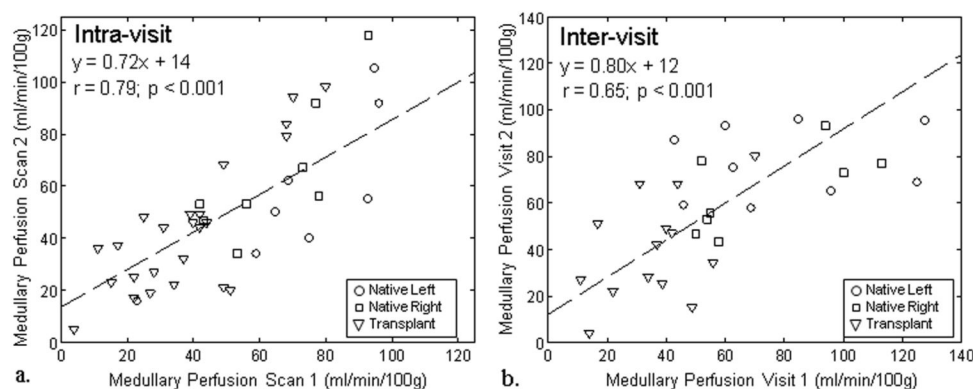 a.
Intra-visit
y = 0.72x + 14
r = 0.79; p < 0.001
Medullary Perfusion Scan 2 (ml/min/100g)
120
100
80
60
40
20
0
0 20 40 60 80 100 120
Native Left
Native Right
Transplant
a. Medullary Perfusion Scan 1 (ml/min/100g)
b.
Inter-visit
y = 0.80x + 12
r = 0.65; p < 0.001
Medullary Perfusion Visit 2 (ml/min/100g)
140
120
100
80
60
40
20
0
0 20 40 60 80 100 120 140
Native Left
Native Right
Transplant
b. Medullary Perfusion Visit 1 (ml/min/100g)